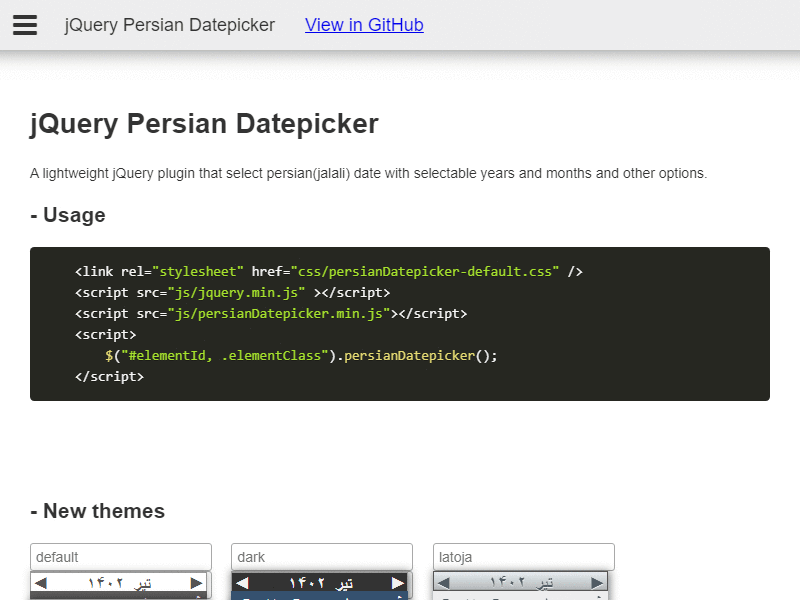 jQuery Persian Datepicker View in GitHub
jQuery Persian Datepicker
A lightweight jQuery plugin that select persian(jalali) date with selectable years and months and other options.
- Usage
<link rel="stylesheet" href="css/persianDatepicker-default.css" />
<script src="js/jquery.min.js" ></script>
<script src="js/persianDatepicker.min.js"></script>
<script>
$("#elementId, .elementClass").persianDatepicker();
</script>
- New themes
default dark latoja
تیر ۱۴۰۲ تیر ۱۴۰۲ تیر ۱۴۰۲